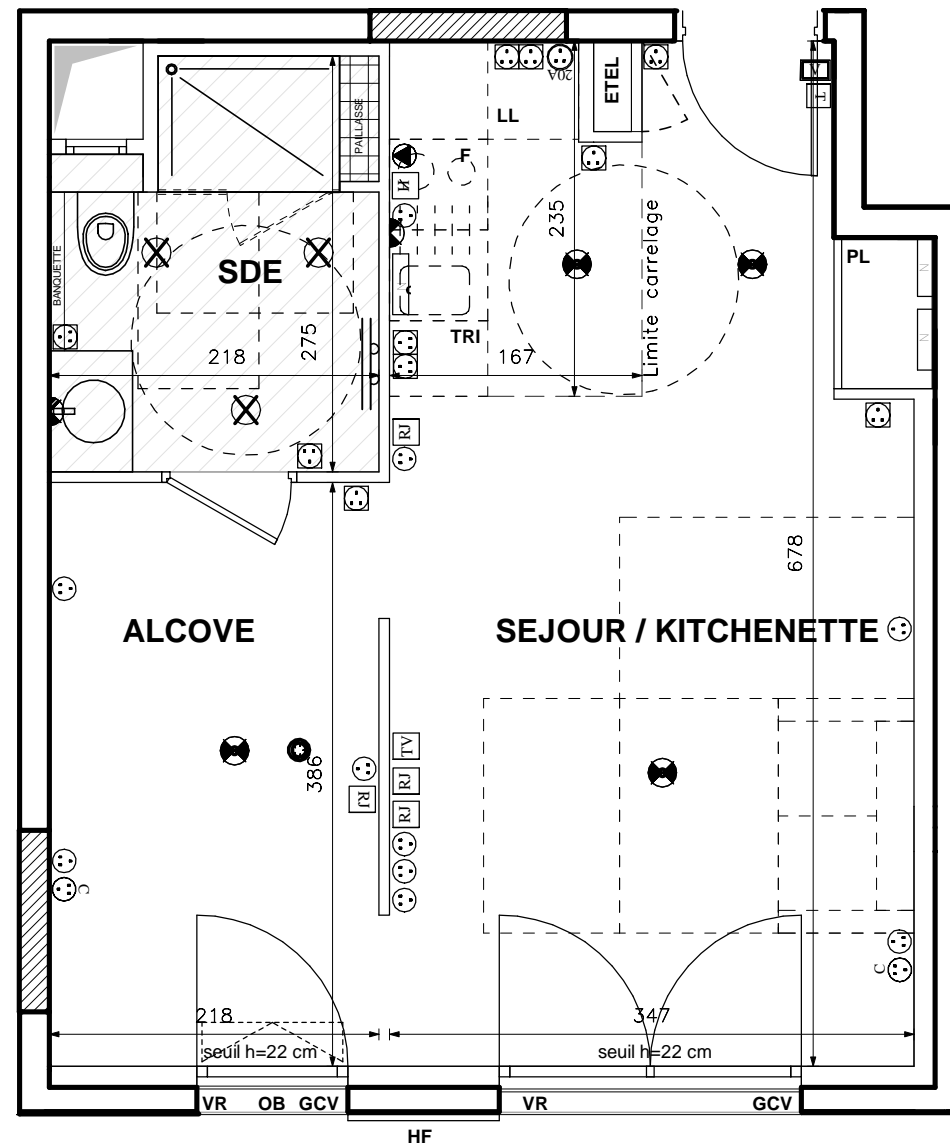 20A
ETEL
A
T
LL
PAILLASSE
F
Limite carrelage
235
BANQUETTE
SDE
275
218
TRI
167
PL
N
N
N
RJ
678
ALCOVE
SEJOUR / KITCHENETTE
TV
RJ
RJ
RJ
386
C
C
218
347
seuil h=22 cm
seuil h=22 cm
VR OB GCV
VR
GCV
HF